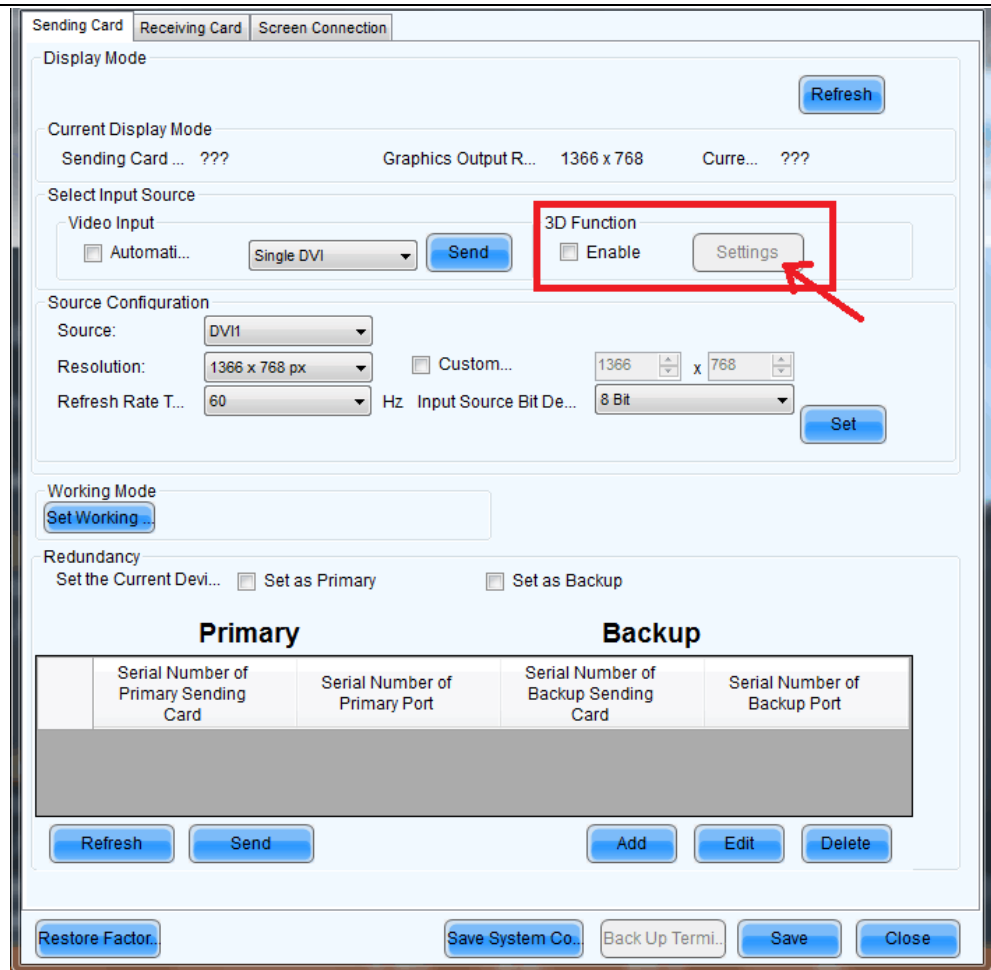 Sending Card Receiving Card Screen Connection
Display Mode
Refresh
Current Display Mode
Sending Card ... ??? Graphics Output R... 1366 x 768 Curre... ???
Select Input Source
Video Input 3D Function
Automati... Single DVI Send Enable Settings
Source Configuration
Source: DVI1
Resolution: 1366 x 768 px Custom... 1366 x 768
Refresh Rate T... 60 Hz Input Source Bit De... 8 Bit
Set
Working Mode
Set Working ...
Redundancy
Set the Current Devi... Set as Primary Set as Backup
Primary Backup
Serial Number of Primary Sending Card Serial Number of Primary Port Serial Number of Backup Sending Card Serial Number of Backup Port
Refresh Send Add Edit Delete
Restore Factor... Save System Co... Back Up Termi... Save Close